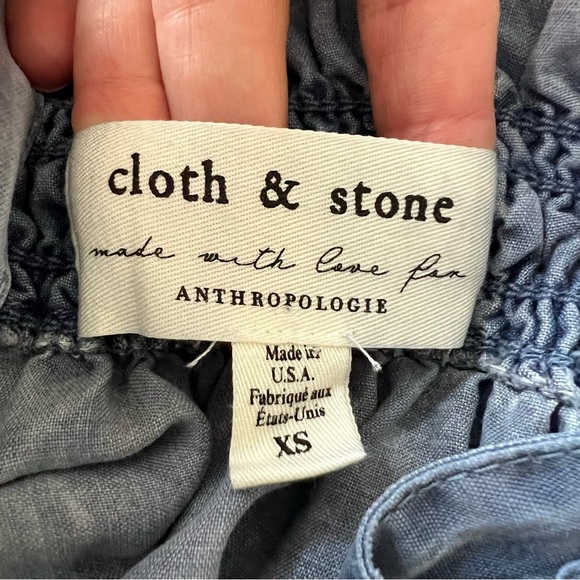 cloth & stone
made with love for
ANTHROPOLOGIE
Made in
U.S.A.
Fabriqué aux
États-Unis
XS